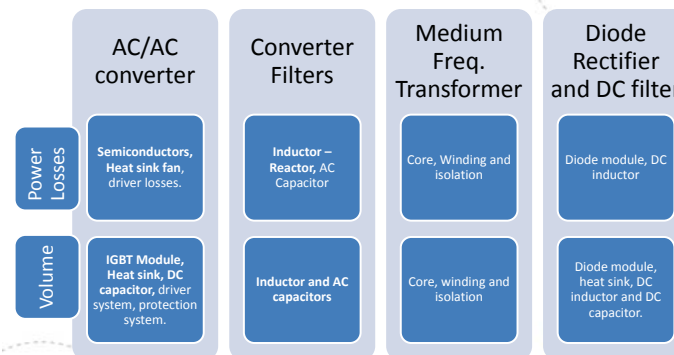 AC/AC
converter
Converter
Filters
Medium
Freq.
Transformer
Diode
Rectifier
and DC filter
Power
Losses
Semiconductors,
Heat sink fan,
driver losses.
Inductor –
Reactor, AC
Capacitor
Core, Winding and
isolation
Diode module, DC
inductor
Volume
IGBT Module,
Heat sink, DC
capacitor, driver
system, protection
system.
Inductor and AC
capacitors
Core, winding and
isolation
Diode module,
heat sink, DC
inductor and DC
capacitor.